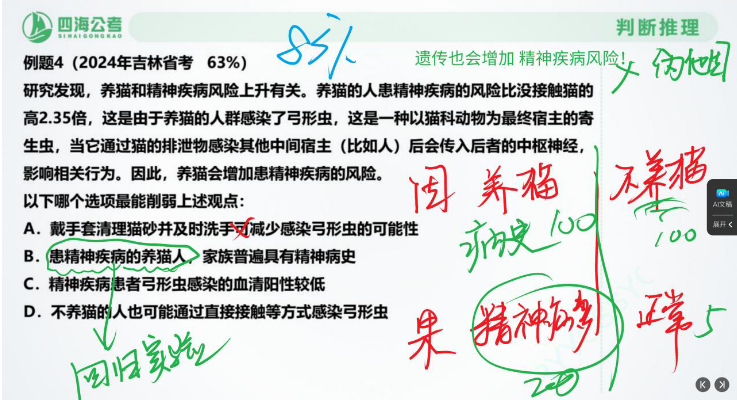 四海公考
SIHAIGONGKAO
判断推理
85%
遗传也会增加 精神疾病风险！
例题4（2024年吉林省考 63%）
× 伪他因
研究发现，养猫和精神疾病风险上升有关。养猫的人患精神疾病的风险比没接触猫的
高2.35倍，这是由于养猫的人群感染了弓形虫，这是一种以猫科动物为最终宿主的寄
生虫，当它通过猫的排泄物感染其他中间宿主（比如人）后会传入后者的中枢神经，
影响相关行为。因此，养猫会增加患精神疾病的风险。
以下哪个选项最能削弱上述观点：
A．戴手套清理猫砂并及时洗手可减少感染弓形虫的可能性
B．患精神疾病的养猫人，家族普遍具有精神病史
C．精神疾病患者弓形虫感染的血清阳性较低
D．不养猫的人也可能通过直接接触等方式感染弓形虫
因 养猫 不养猫
病史 100 100
果 精神病 正常 5
200
回归实验
AI文稿
展开